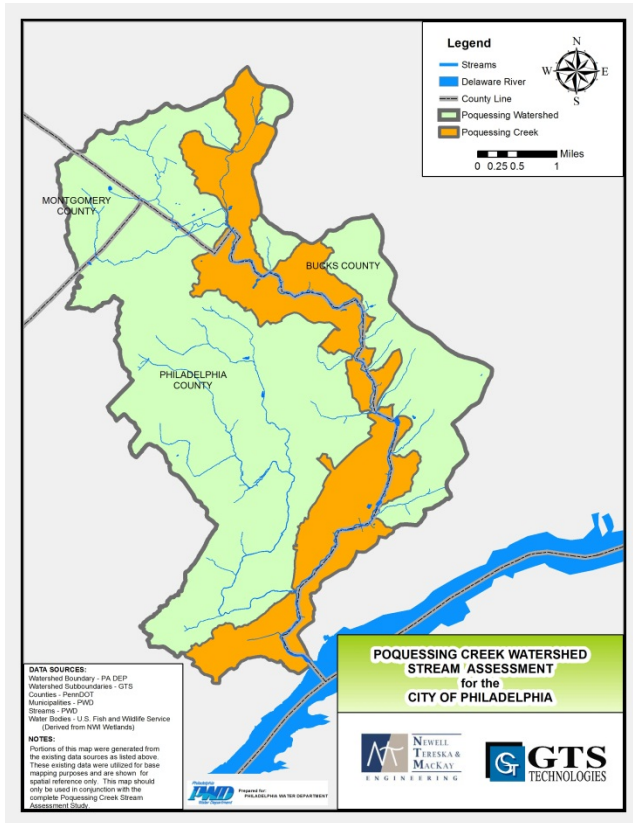 Legend
N
W
E
S
Streams
Delaware River
County Line
Poquessing Watershed
Poquessing Creek
Miles
0 0.25 0.5 1
MONTGOMERY
COUNTY
BUCKS COUNTY
PHILADELPHIA
COUNTY
DATA SOURCES:
Watershed Boundary - PA DEP
Watershed Subboundaries - GTS
Counties - PennDOT
Municipalities - PWD
Streams - PWD
Water Bodies - U.S. Fish and Wildlife Service
(Derived from NWI Wetlands)
NOTES:
Portions of this map were generated from
the existing data sources as listed above.
These existing data were utilized for base
mapping purposes and are shown for
spatial reference only. This map should
only be used in conjunction with the
complete Poquessing Creek Stream
Assessment Study.
Philadelphia
PWD
Water Department
Prepared for:
PHILADELPHIA WATER DEPARTMENT
POQUESSING CREEK WATERSHED
STREAM ASSESSMENT
for the
CITY OF PHILADELPHIA
NEWELL
TERESKA &
MACKAY
ENGINEERING
GTS
TECHNOLOGIES